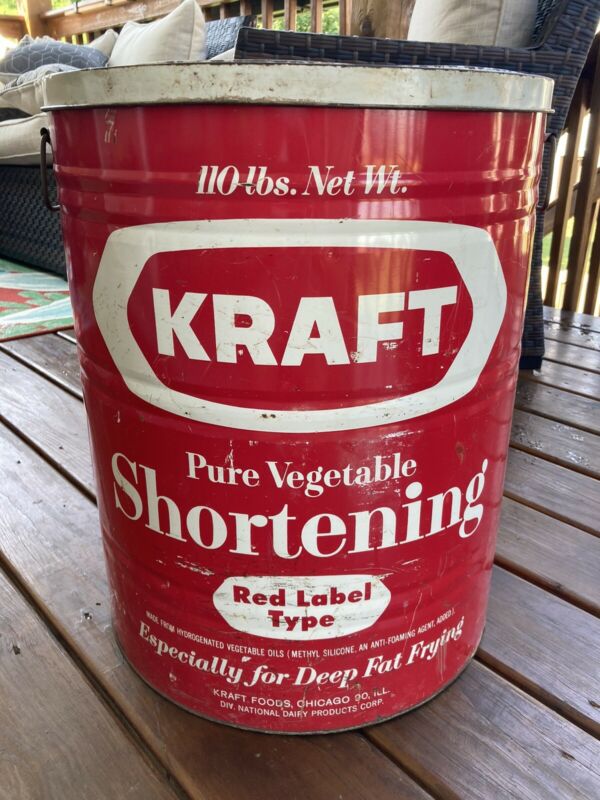 110 lbs. Net Wt.
KRAFT
Pure Vegetable
Shortening
Red Label
Type
MADE FROM HYDROGENATED VEGETABLE OILS ( METHYL SILICONE, AN ANTI-FOAMING AGENT, ADDED ).
Especially for Deep Fat Frying
KRAFT FOODS, CHICAGO 90, ILL.
DIV. NATIONAL DAIRY PRODUCTS CORP.